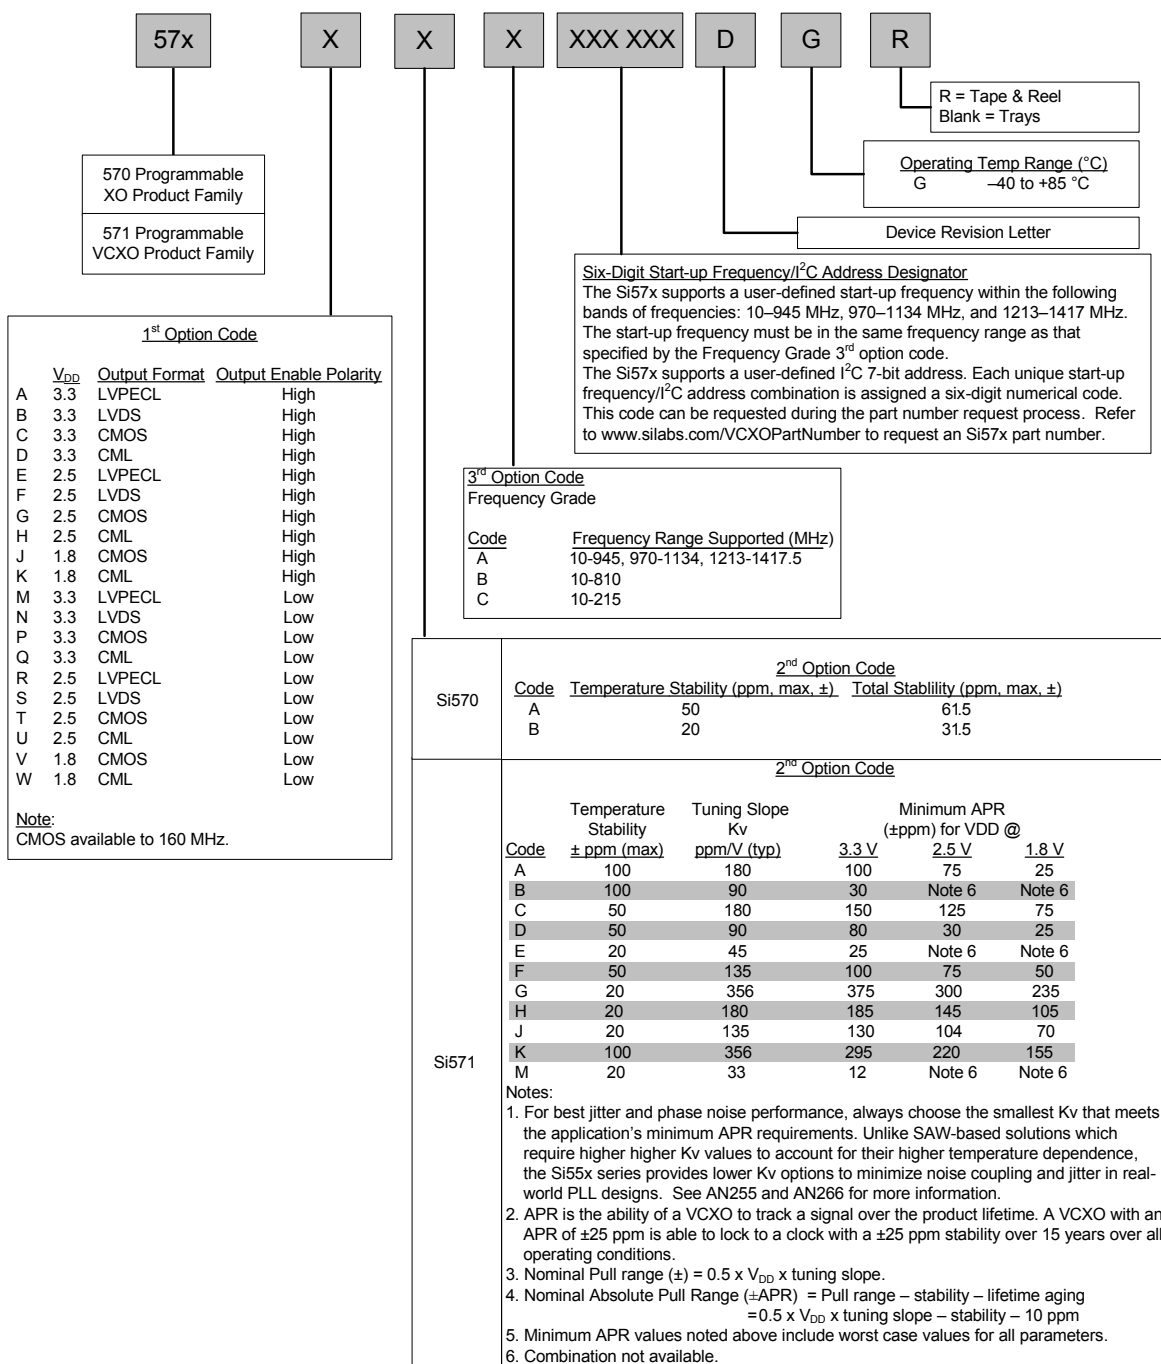 57x X X X XXX XXX D G R
R = Tape & Reel
Blank = Trays
Operating Temp Range (°C)
G –40 to +85 °C
Device Revision Letter
570 Programmable
XO Product Family
571 Programmable
VCXO Product Family
Six-Digit Start-up Frequency/I²C Address Designator
The Si57x supports a user-defined start-up frequency within the following
bands of frequencies: 10–945 MHz, 970–1134 MHz, and 1213–1417 MHz.
The start-up frequency must be in the same frequency range as that
specified by the Frequency Grade 3rd option code.
The Si57x supports a user-defined I²C 7-bit address. Each unique start-up
frequency/I²C address combination is assigned a six-digit numerical code.
This code can be requested during the part number request process. Refer
to www.silabs.com/VCXOPartNumber to request an Si57x part number.
1st Option Code
VDD Output Format Output Enable Polarity
A 3.3 LVPECL High
B 3.3 LVDS High
C 3.3 CMOS High
D 3.3 CML High
E 2.5 LVPECL High
F 2.5 LVDS High
G 2.5 CMOS High
H 2.5 CML High
J 1.8 CMOS High
K 1.8 CML High
M 3.3 LVPECL Low
N 3.3 LVDS Low
P 3.3 CMOS Low
Q 3.3 CML Low
R 2.5 LVPECL Low
S 2.5 LVDS Low
T 2.5 CMOS Low
U 2.5 CML Low
V 1.8 CMOS Low
W 1.8 CML Low
Note:
CMOS available to 160 MHz.
3rd Option Code
Frequency Grade
Code Frequency Range Supported (MHz)
A 10-945, 970-1134, 1213-1417.5
B 10-810
C 10-215
Si570
2nd Option Code
Code Temperature Stability (ppm, max, ±) Total Stablility (ppm, max, ±)
A 50 61.5
B 20 31.5
Si571
2nd Option Code
Temperature Tuning Slope Minimum APR
Stability Kv (±ppm) for VDD @
Code ± ppm (max) ppm/V (typ) 3.3 V 2.5 V 1.8 V
A 100 180 100 75 25
B 100 90 30 Note 6 Note 6
C 50 180 150 125 75
D 50 90 80 30 25
E 20 45 25 Note 6 Note 6
F 50 135 100 75 50
G 20 356 375 300 235
H 20 180 185 145 105
J 20 135 130 104 70
K 100 356 295 220 155
M 20 33 12 Note 6 Note 6
Notes:
1. For best jitter and phase noise performance, always choose the smallest Kv that meets
the application's minimum APR requirements. Unlike SAW-based solutions which
require higher higher Kv values to account for their higher temperature dependence,
the Si55x series provides lower Kv options to minimize noise coupling and jitter in real-
world PLL designs. See AN255 and AN266 for more information.
2. APR is the ability of a VCXO to track a signal over the product lifetime. A VCXO with an
APR of ±25 ppm is able to lock to a clock with a ±25 ppm stability over 15 years over all
operating conditions.
3. Nominal Pull range (±) = 0.5 x VDD x tuning slope.
4. Nominal Absolute Pull Range (±APR) = Pull range – stability – lifetime aging
= 0.5 x VDD x tuning slope – stability – 10 ppm
5. Minimum APR values noted above include worst case values for all parameters.
6. Combination not available.